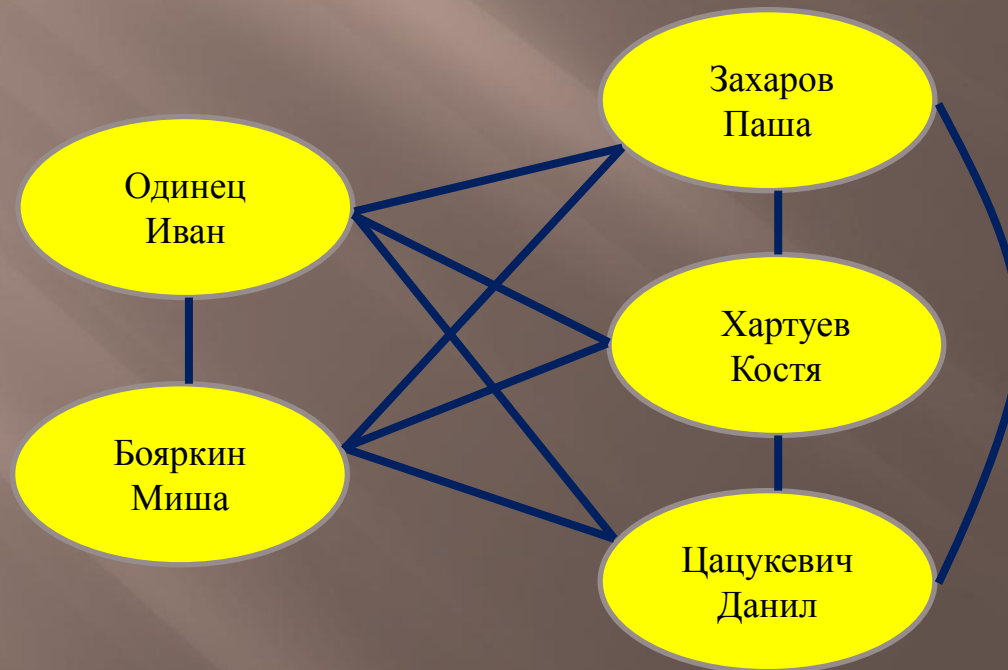 Одинец
Иван
Бояркин
Миша
Захаров
Паша
Хартуев
Костя
Цацукевич
Данил